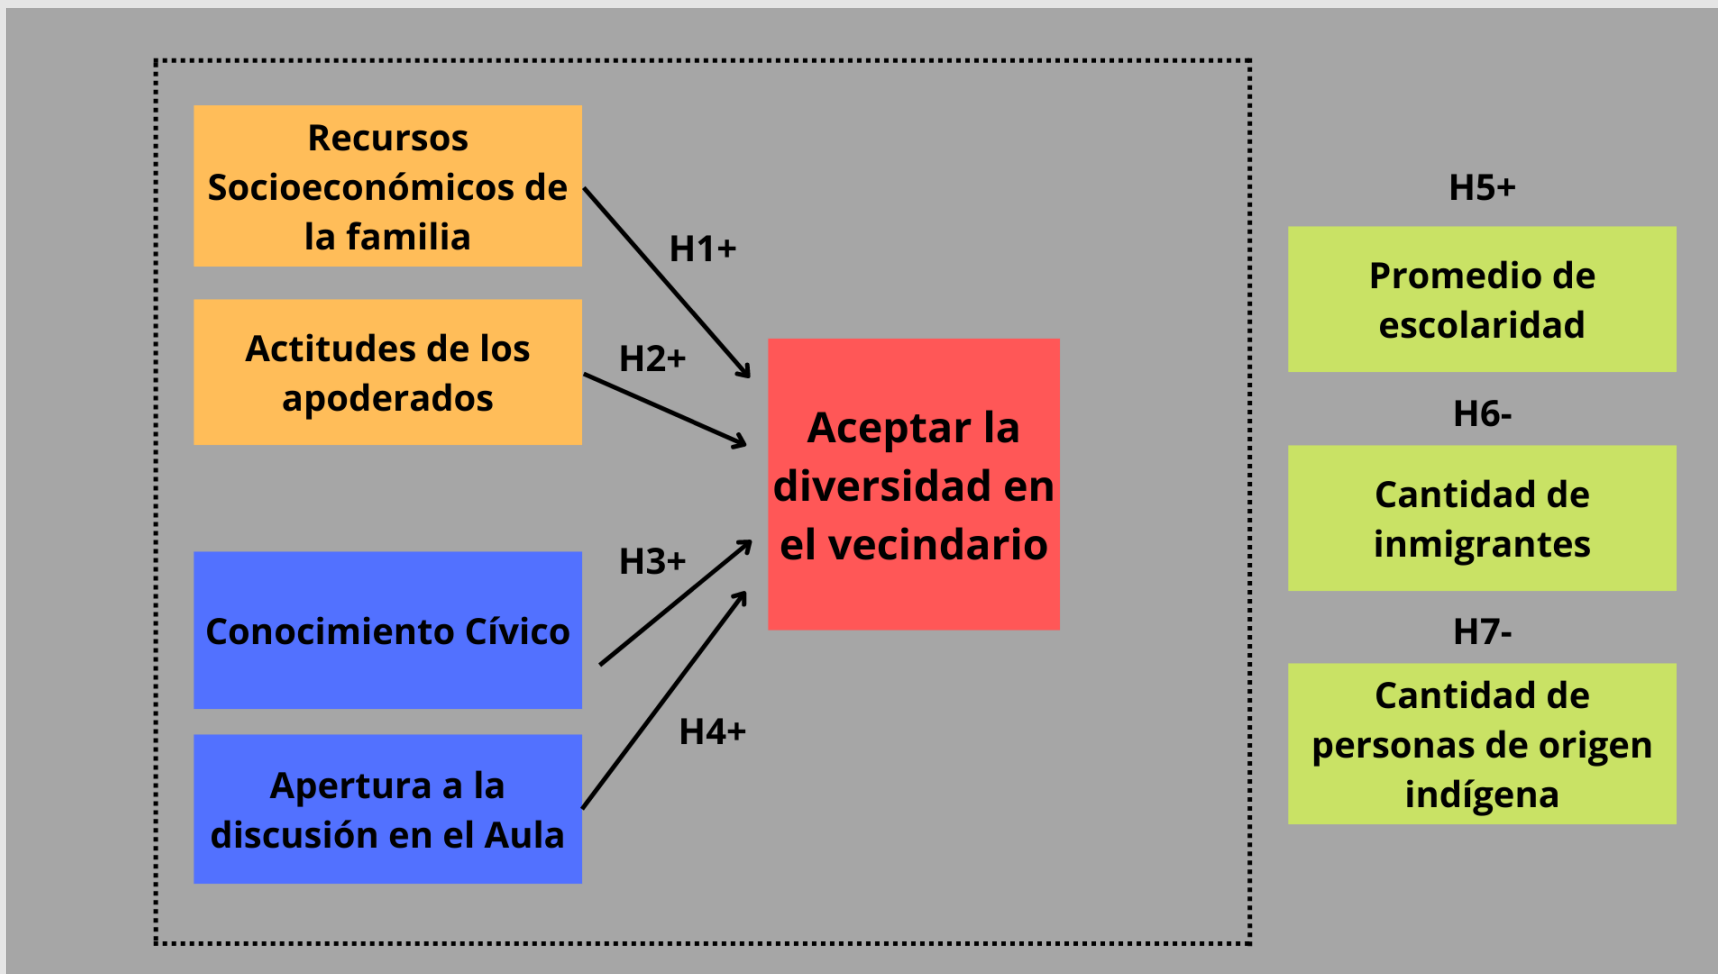 Recursos
Socioeconómicos de
la familia
H1+
Actitudes de los
apoderados
H2+
Conocimiento Cívico
H3+
Apertura a la
discusión en el Aula
H4+
Aceptar la
diversidad en
el vecindario
H5+
Promedio de
escolaridad
H6-
Cantidad de
inmigrantes
H7-
Cantidad de
personas de origen
indígena